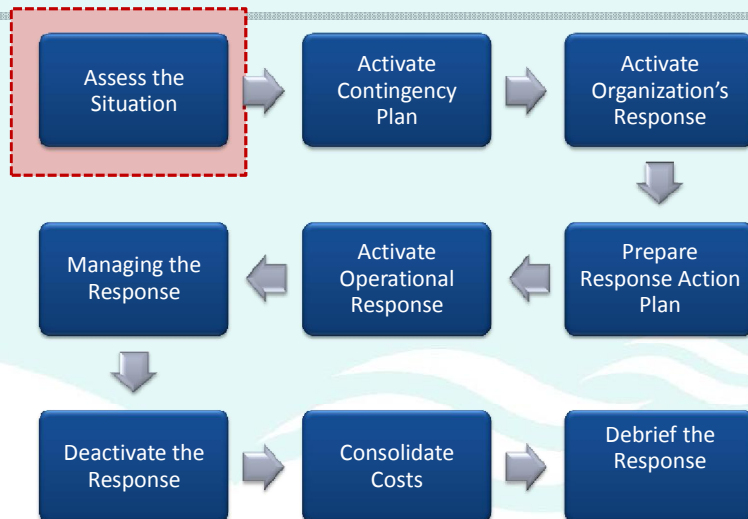 Assess the
Situation
Activate
Contingency
Plan
Activate
Organization's
Response
Managing the
Response
Activate
Operational
Response
Prepare
Response Action
Plan
Deactivate the
Response
Consolidate
Costs
Debrief the
Response